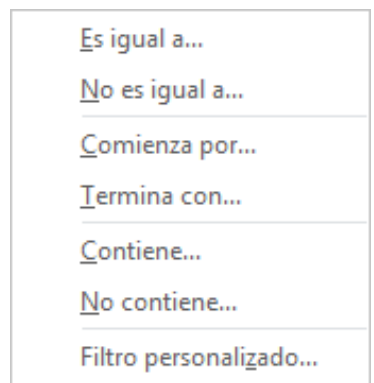 Es igual a...
No es igual a...
Comienza por...
Termina con...
Contiene...
No contiene...
Filtro personalizado...